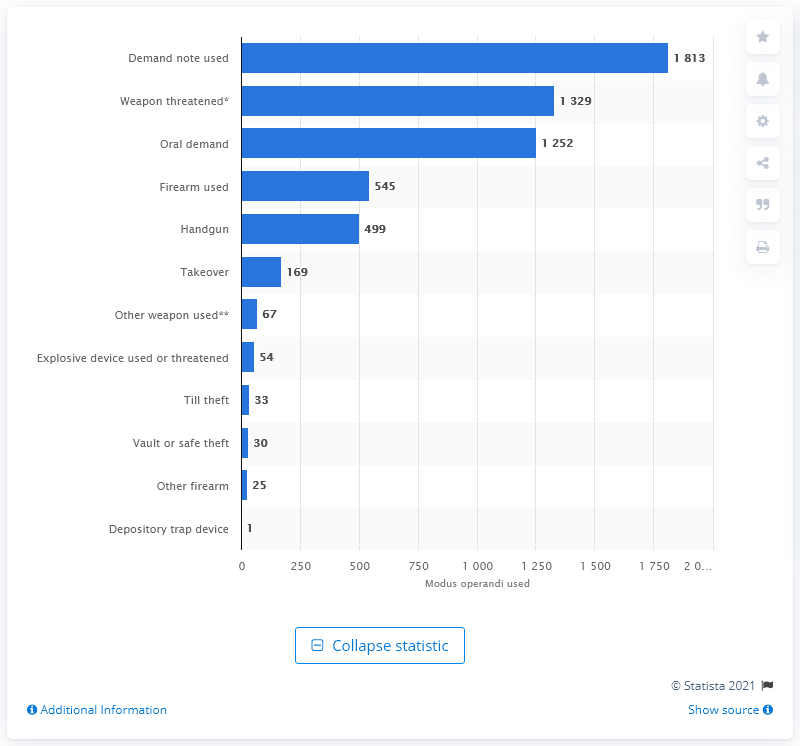 Demand note used 1 813
Weapon threatened* 1 329
Oral demand 1 252
Firearm used 545
Handgun 499
Takeover 169
Other weapon used** 67
Explosive device used or threatened 54
Till theft 33
Vault or safe theft 30
Other firearm 25
Depository trap device 1
0 250 500 750 1 000 1 250 1 500 1 750 2 0...
Modus operandi used
Collapse statistic
© Statista 2021
Additional Information Show source